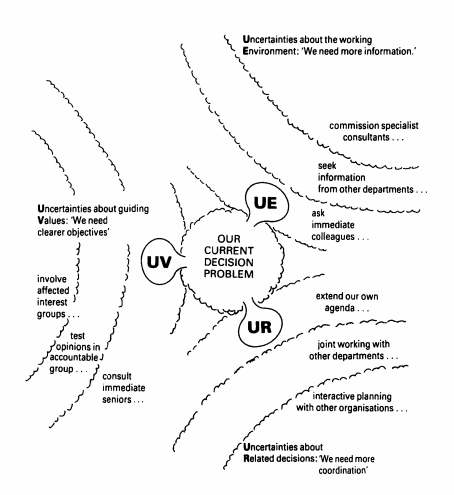 Uncertainties about the working
Environment: 'We need more information.'
commission specialist
consultants . . .
seek
information
from other departments . . .
ask
immediate
colleagues . . .
UE
Uncertainties about guiding
Values: 'We need
clearer objectives'
OUR
CURRENT
DECISION
PROBLEM
UV
UR
involve
affected
interest
groups . . .
test
opinions in
accountable
group . . .
consult
immediate
seniors . . .
extend our own
agenda . . .
joint working with
other departments . . .
interactive planning
with other organisations . . .
Uncertainties about
Related decisions: 'We need more
coordination'